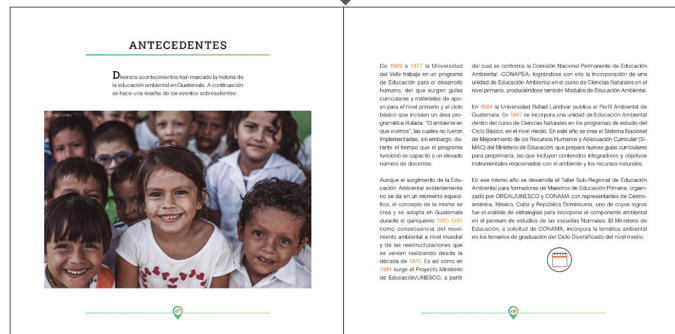 ANTECEDENTES
Diversos acontecimientos han marcado la historia de
la educación ambiental en Guatemala. A continuación
se hace una reseña de los eventos sobresalientes:
07
De 1969 a 1977 la Universidad
del Valle trabaja en un programa
de Educación para el desarrollo
humano, del que surgen guías
curriculares y materiales de apo-
yo para el nivel primario y el ciclo
básico que incluían un área pro-
gramática titulada: "El ambiente en
que vivimos", las cuales no fueron
implementadas; sin embargo, du-
rante el tiempo que el programa
funcionó se capacitó a un elevado
número de docentes.
Aunque el surgimiento de la Edu-
cación Ambiental evidentemente
no se da en un momento especí-
fico, el concepto de la misma se
crea y se adopta en Guatemala
durante el quinquenio 1980-1985
como consecuencia del movi-
miento ambiental a nivel mundial
y de las reestructuraciones que
se venían realizando desde la
década de 1970. Es así como en
1981 surge el Proyecto Ministerio
de Educación/UNESCO, a partir
del cual se conforma la Comisión Nacional Permanente de Educación
Ambiental -CONAPEA- lográndose con ello la incorporación de una
unidad de Educación Ambiental en el curso de Ciencias Naturales en el
nivel primario, produciéndose también Módulos de Educación Ambiental.
En 1984 la Universidad Rafael Landívar publica el Perfil Ambiental de
Guatemala. En 1987 se incorpora una unidad de Educación Ambiental
dentro del curso de Ciencias Naturales en los programas de estudio del
Ciclo Básico, en el nivel medio. En este año se crea el Sistema Nacional
de Mejoramiento de los Recursos Humanos y Adecuación Curricular (SI-
MAC) del Ministerio de Educación, que prepara nuevas guías curriculares
para preprimaria, las que incluyen contenidos integradores y objetivos
instrumentales relacionados con el ambiente y los recursos naturales.
En ese mismo año se desarrolla el Taller Sub-Regional de Educación
Ambiental para formadores de Maestros de Educación Primaria, organi-
zado por OREAL/UNESCO y CONAMA con representantes de Centro-
américa, México, Cuba y República Dominicana, uno de cuyos logros
fue el análisis de estrategias para incorporar el componente ambiental
en el pensum de estudios de las escuelas Normales. El Ministerio de
Educación, a solicitud de CONAMA, incorpora la temática ambiental
en los temarios de graduación del Ciclo Diversificado del nivel medio.
08